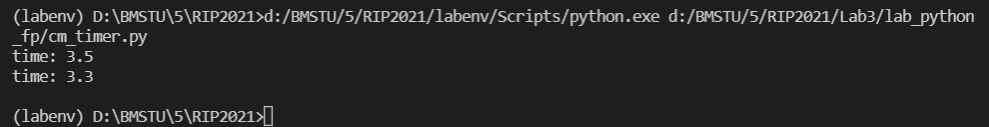 (labenv) D:\BMSTU\5\RIP2021>d:/BMSTU/5/RIP2021/labenv/Scripts/python.exe d:/BMSTU/5/RIP2021/Lab3/lab_python
_fp/cm_timer.py
time: 3.5
time: 3.3
(labenv) D:\BMSTU\5\RIP2021>